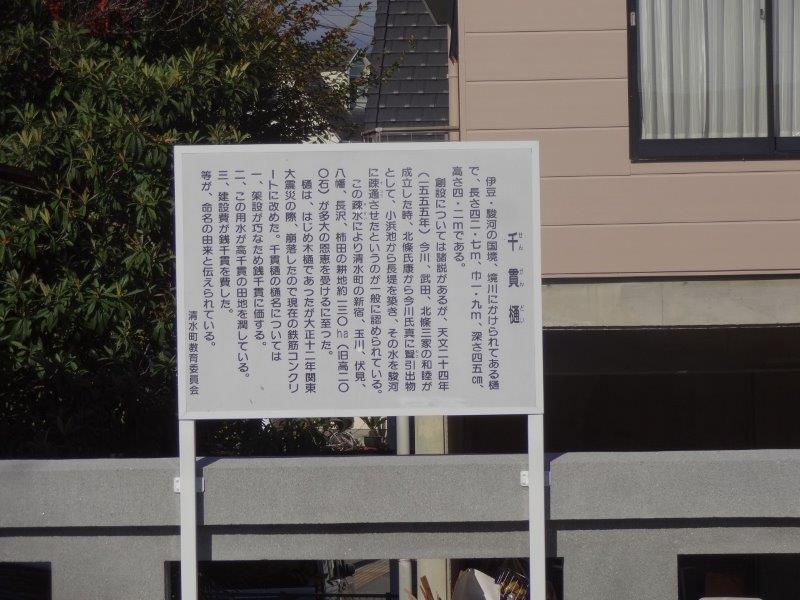 千貫樋
せんがんどい
伊豆・駿河の国境、境川にかけられてある樋
で、長さ四二・七m、巾一・九m、深さ四五㎝、
高さ四・二mである。
創設については諸説があるが、天文二十四年
(一五五五年)今川、武田、北條三家の和睦が
成立した時、北條氏康から今川氏真に聟引出物
として、小浜池から長堤を築き、その水を駿河
に疎通させたというのが一般に認められている。
この疎水により清水町の新宿、玉川、伏見、
八幡、長沢、柿田の耕地約一三〇ha(旧高二〇
〇石)が多大の恩恵を受けるに至った。
樋は、はじめ木樋であったが大正十二年関東
大震災の際、崩落したので現在の鉄筋コンクリ
ートに改めた。千貫樋の樋名については
一、架設が巧なため銭千貫に価する。
二、この用水が高千貫の田地を潤している。
三、建設費が銭千貫を費した。
等が、命名の由来と伝えられている。
清水町教育委員会